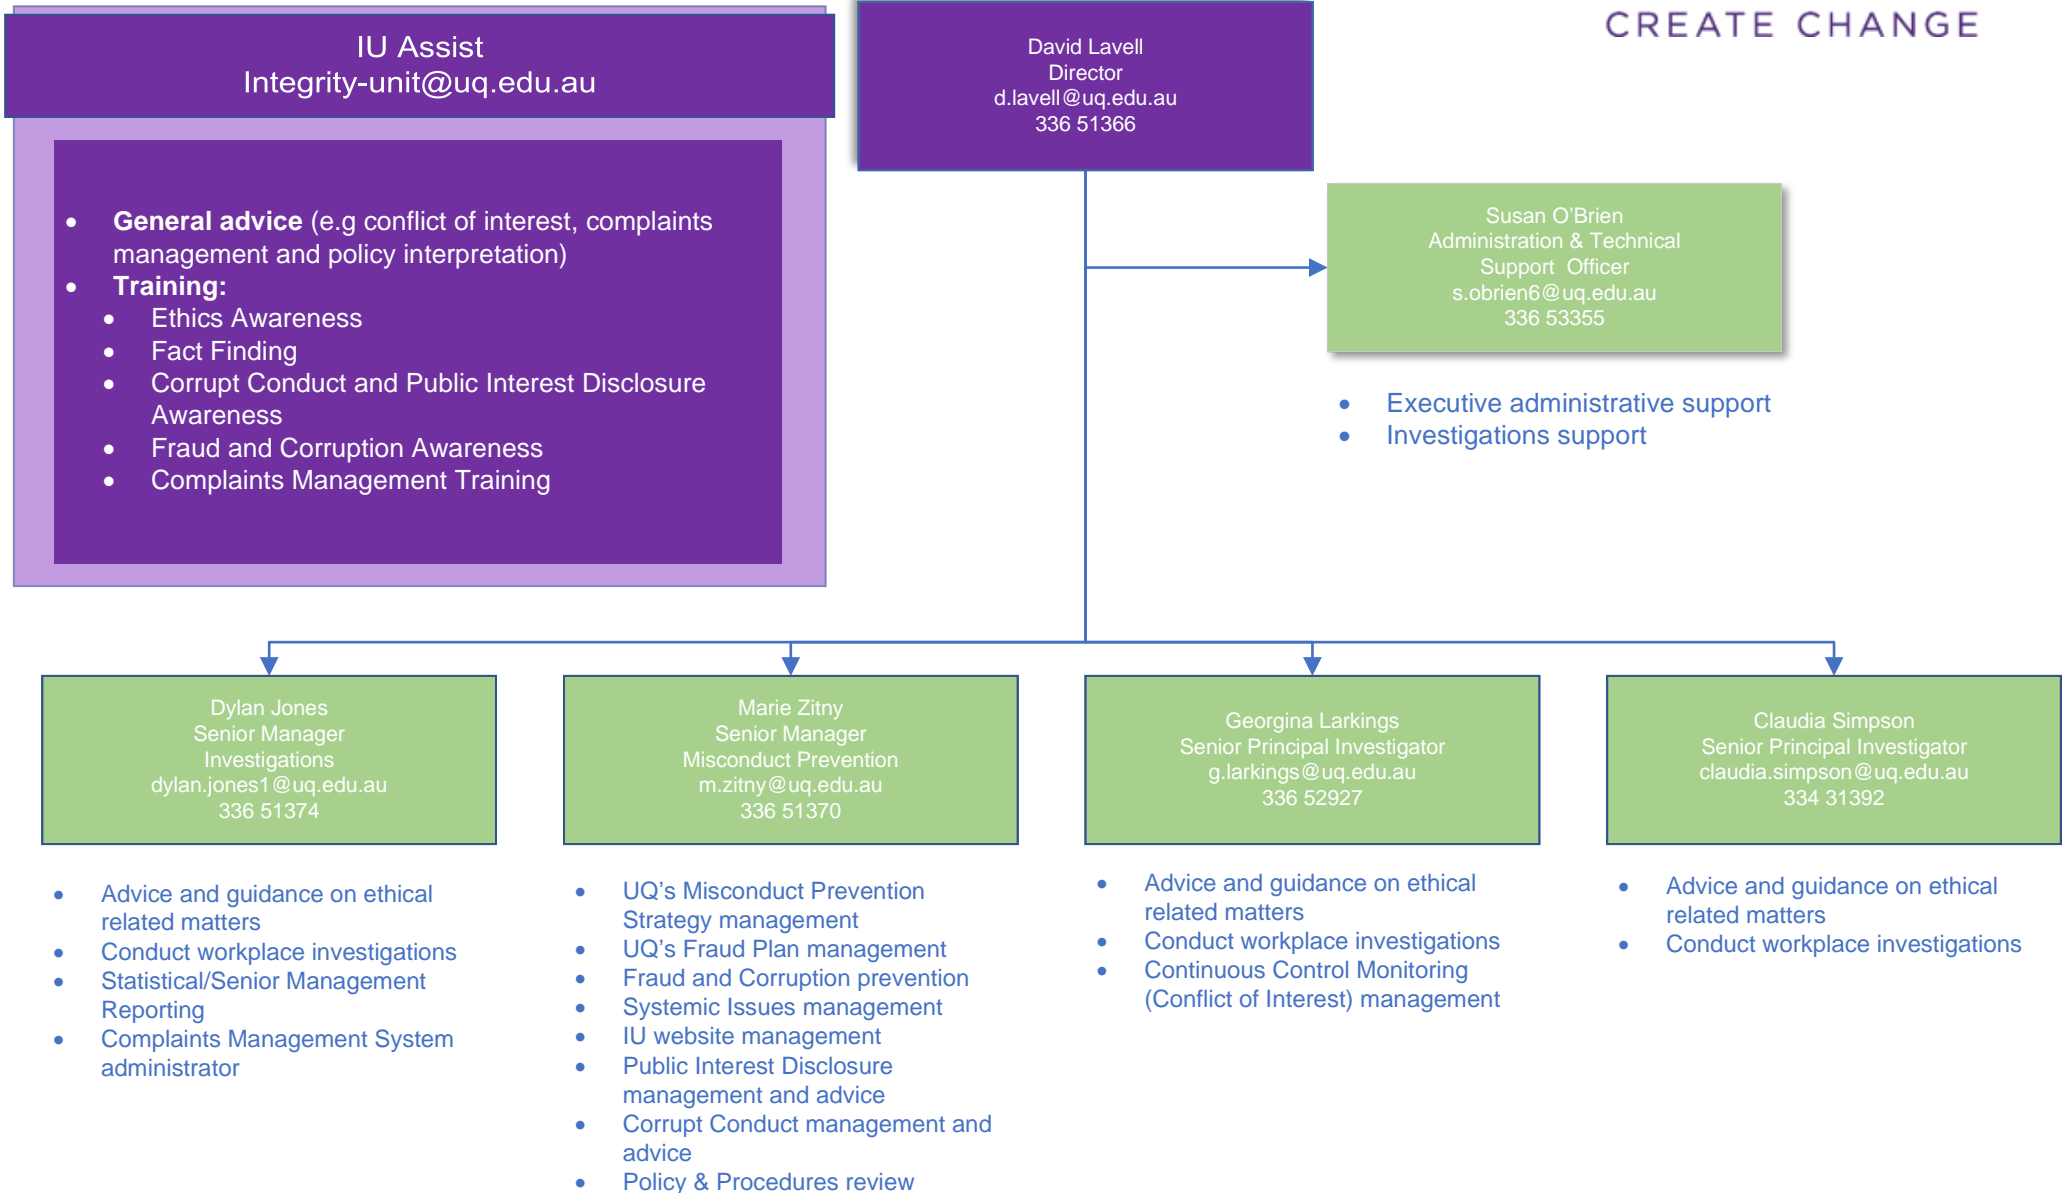 CREATE CHANGE
IU Assist
Integrity-unit@uq.edu.au
• General advice (e.g conflict of interest, complaints
management and policy interpretation)
• Training:
• Ethics Awareness
• Fact Finding
• Corrupt Conduct and Public Interest Disclosure
Awareness
• Fraud and Corruption Awareness
• Complaints Management Training
David Lavell
Director
d.lavell@uq.edu.au
336 51366
Susan O’Brien
Administration & Technical
Support  Officer
s.obrien6@uq.edu.au
336 53355
• Executive administrative support
• Investigations support
Dylan Jones
Senior Manager
Investigations
dylan.jones1@uq.edu.au
336 51374
• Advice and guidance on ethical
related matters
• Conduct workplace investigations
• Statistical/Senior Management
Reporting
• Complaints Management System
administrator
Marie Zitny
Senior Manager
Misconduct Prevention
m.zitny@uq.edu.au
336 51370
• UQ's Misconduct Prevention
Strategy management
• UQ's Fraud Plan management
• Fraud and Corruption prevention
• Systemic Issues management
• IU website management
• Public Interest Disclosure
management and advice
• Corrupt Conduct management and
advice
• Policy & Procedures review
Georgina Larkings
Senior Principal Investigator
g.larkings@uq.edu.au
336 52927
• Advice and guidance on ethical
related matters
• Conduct workplace investigations
• Continuous Control Monitoring
(Conflict of Interest) management
Claudia Simpson
Senior Principal Investigator
claudia.simpson@uq.edu.au
334 31392
• Advice and guidance on ethical
related matters
• Conduct workplace investigations